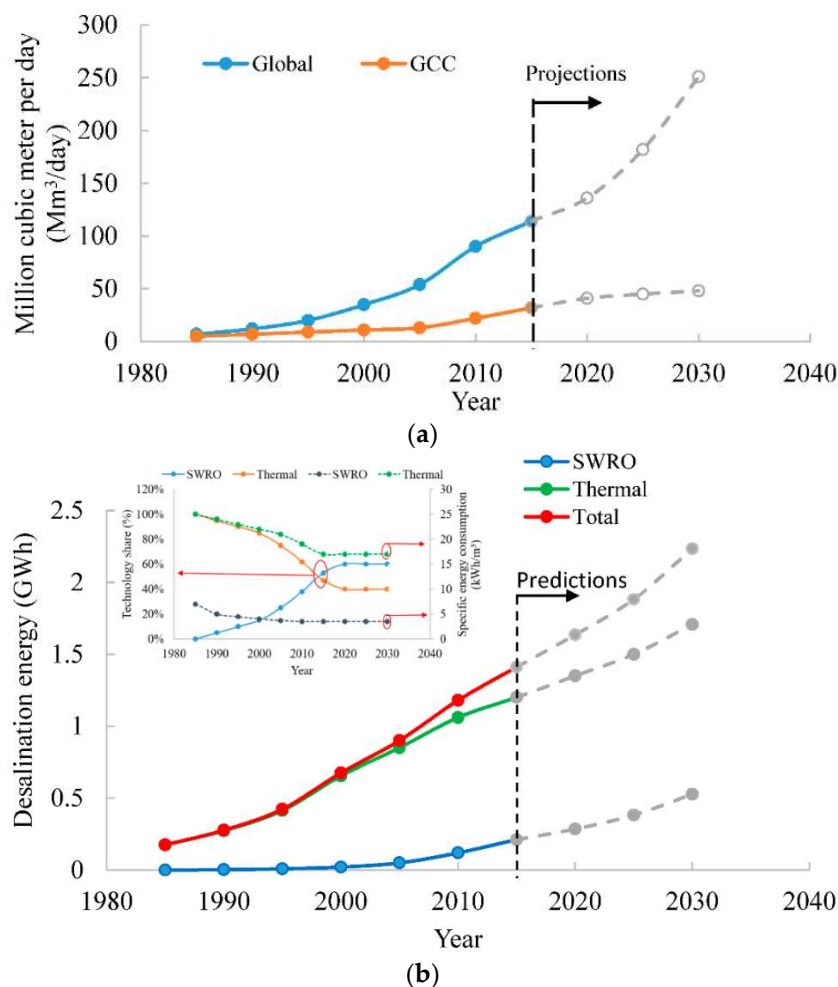 300
250
200
150
100
50
0
Million cubic meter per day
(Mm³/day)
Global
GCC
Projections
1980
1990
2000
2010
2020
2030
2040
Year
(a)
SWRO
Thermal
Total
SWRO Thermal SWRO Thermal
120%
100%
80%
60%
40%
20%
0%
Technology share (%)
30
25
20
15
10
5
0
Specific energy consumption
(kWh/m³)
1980 1990 2000 2010 2020 2030 2040
Year
Predictions
2.5
2
1.5
1
0.5
0
Desalination energy (GWh)
1980 1990 2000 2010 2020 2030 2040
Year
(b)